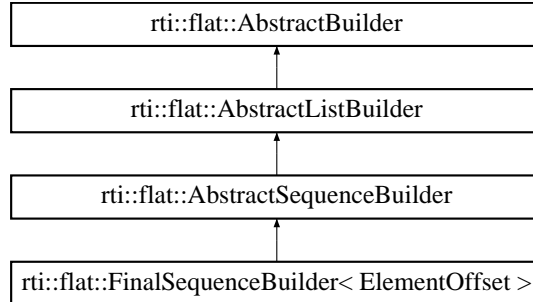 rti::flat::AbstractBuilder
rti::flat::AbstractListBuilder
rti::flat::AbstractSequenceBuilder
rti::flat::FinalSequenceBuilder< ElementOffset >